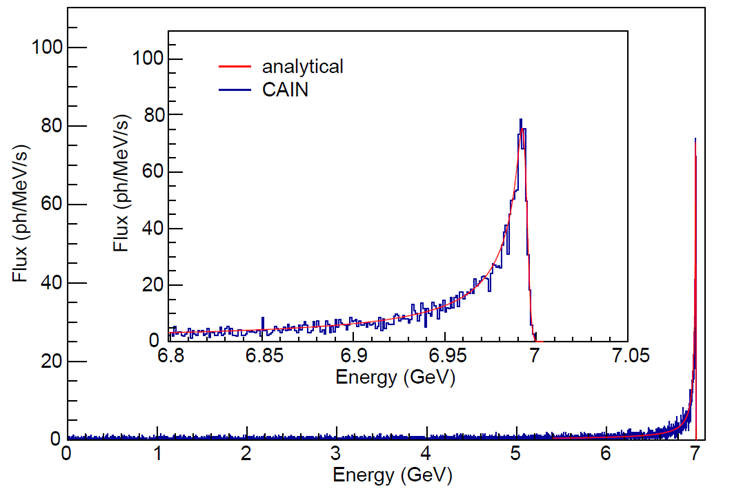 100
80
60
40
20
0
Flux (ph/MeV/s)
0 1 2 3 4 5 6 7
Energy (GeV)
100
80
60
40
20
0
Flux (ph/MeV/s)
analytical
CAIN
6.8 6.85 6.9 6.95 7 7.05
Energy (GeV)